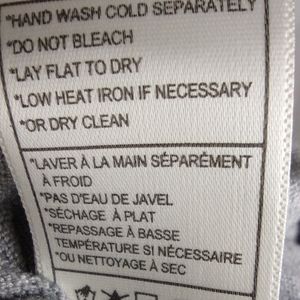 *HAND WASH COLD SEPARATELY
*DO NOT BLEACH
*LAY FLAT TO DRY
*LOW HEAT IRON IF NECESSARY
*OR DRY CLEAN
*LAVER À LA MAIN SÉPARÉMENT
À FROID
*PAS D'EAU DE JAVEL
*SÉCHAGE À PLAT
*REPASSAGE À BASSE
TEMPÉRATURE SI NÉCESSAIRE
*OU NETTOYAGE À SEC